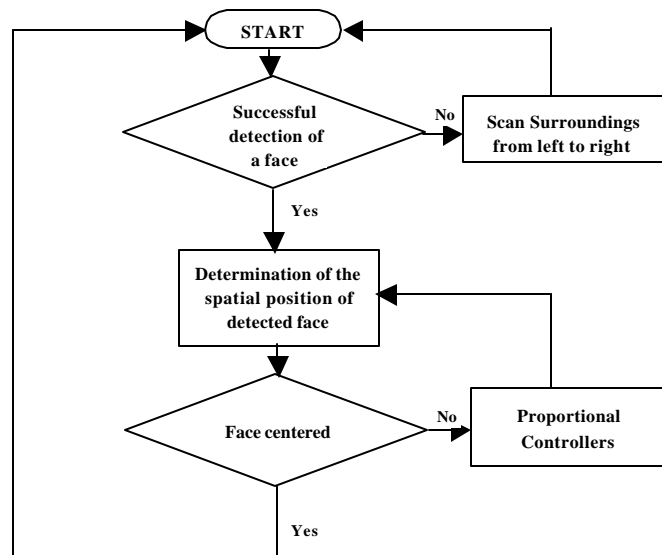 START
Successful
detection of
a face
No
Scan Surroundings
from left to right
Yes
Determination of the
spatial position of
detected face
Face centered
No
Proportional
Controllers
Yes